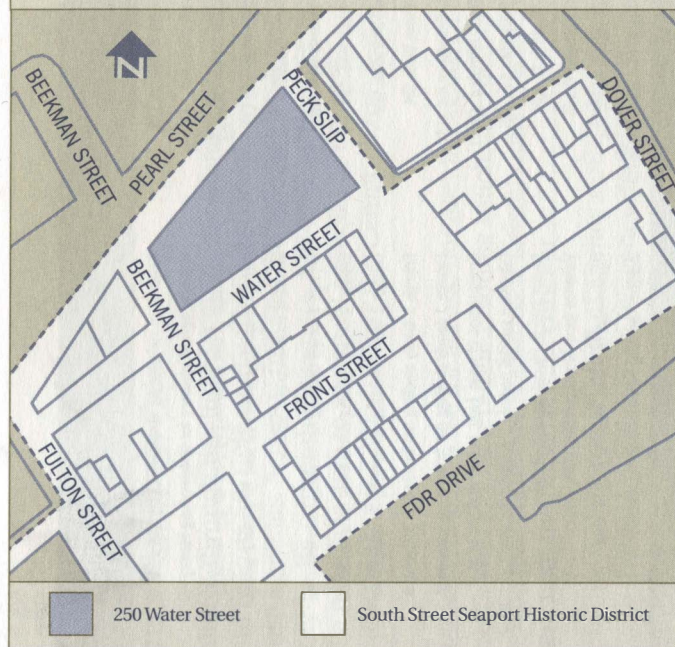 N
BEEKMAN STREET
PEARL STREET
PECK SLIP
DOVER STREET
BEEKMAN STREET
WATER STREET
FRONT STREET
FULTON STREET
FDR DRIVE
250 Water Street
South Street Seaport Historic District